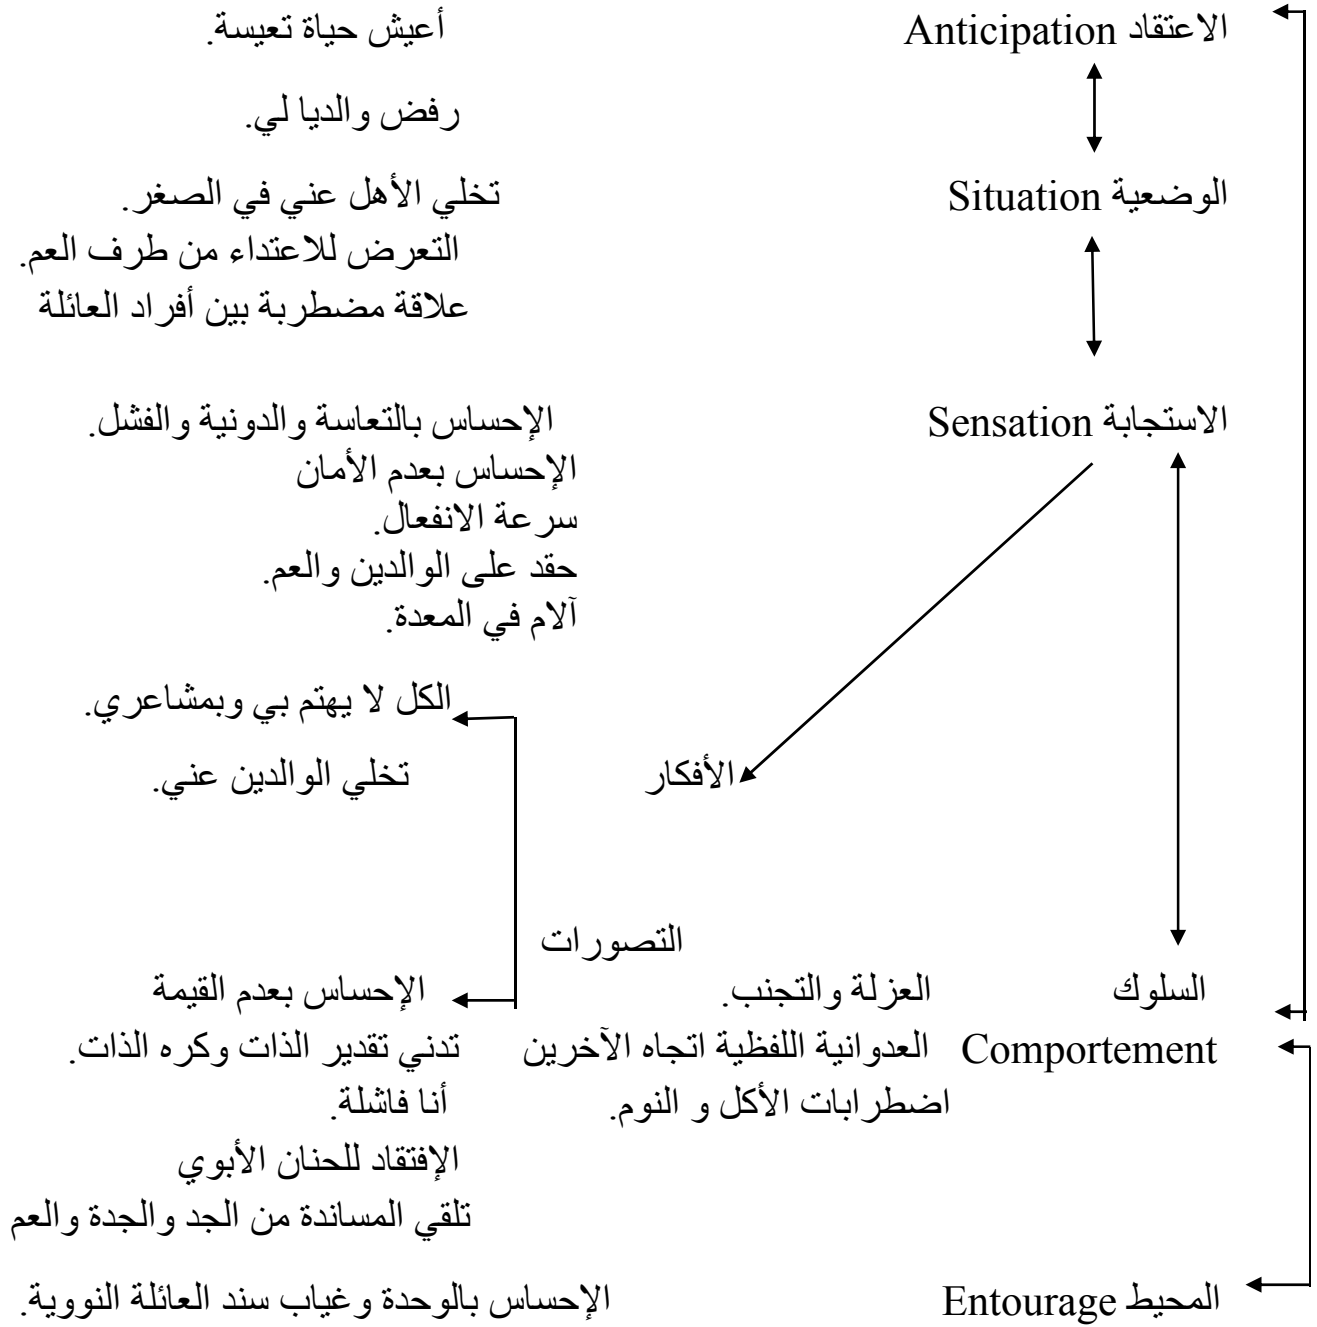 الاعتقاد Anticipation أعيش حياة تعيسة.
رفض والديا لي.
الوضعية Situation تخلي الأهل عني في الصغر.
التعرض للاعتداء من طرف العم.
علاقة مضطربة بين أفراد العائلة
الاستجابة Sensation الإحساس بالتعاسة والدونية والفشل.
الإحساس بعدم الأمان
سرعة الانفعال.
حقد على الوالدين والعم.
آلام في المعدة.
الكل لا يهتم بي وبمشاعري.
الأفكار تخلي الوالدين عني.
التصورات
السلوك العزلة والتجنب. الإحساس بعدم القيمة
Comportement العدوانية اللفظية اتجاه الآخرين تدني تقدير الذات وكره الذات.
اضطرابات الأكل و النوم. أنا فاشلة.
الإفتقاد للحنان الأبوي
تلقي المساندة من الجد والجدة والعم
المحيط Entourage الإحساس بالوحدة وغياب سند العائلة النووية.